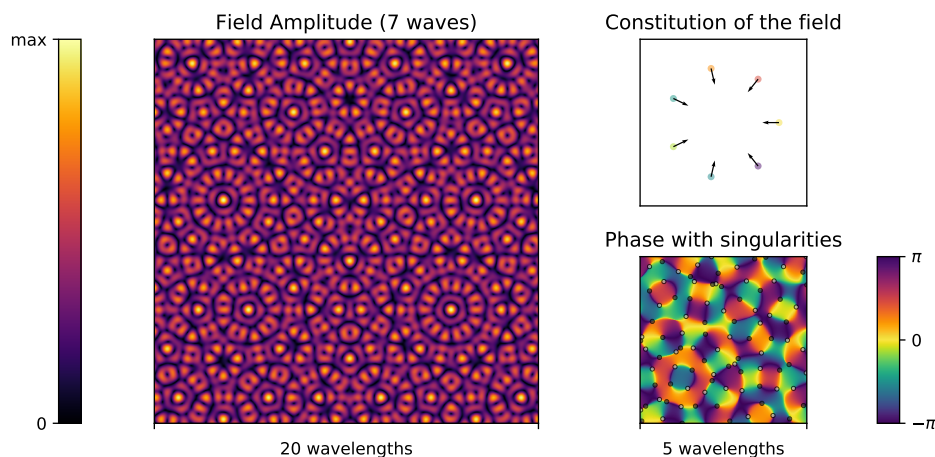 Field Amplitude (7 waves)
max
0
20 wavelengths
Constitution of the field
Phase with singularities
5 wavelengths
π
0
−π